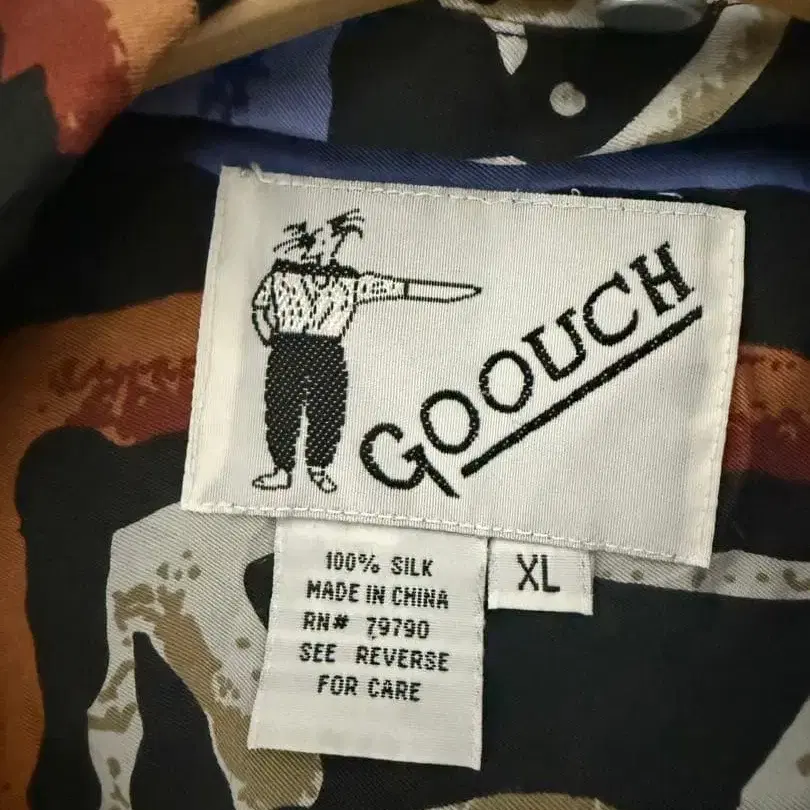 GOOUCH
100% SILK
MADE IN CHINA
RN# 79790
SEE REVERSE
FOR CARE
XL